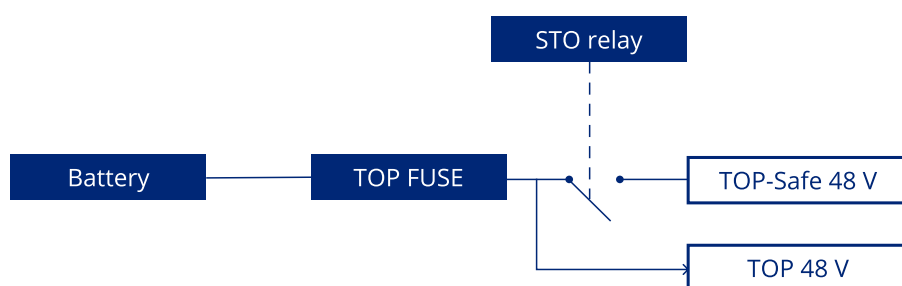 STO relay
Battery
TOP FUSE
TOP-Safe 48 V
TOP 48 V